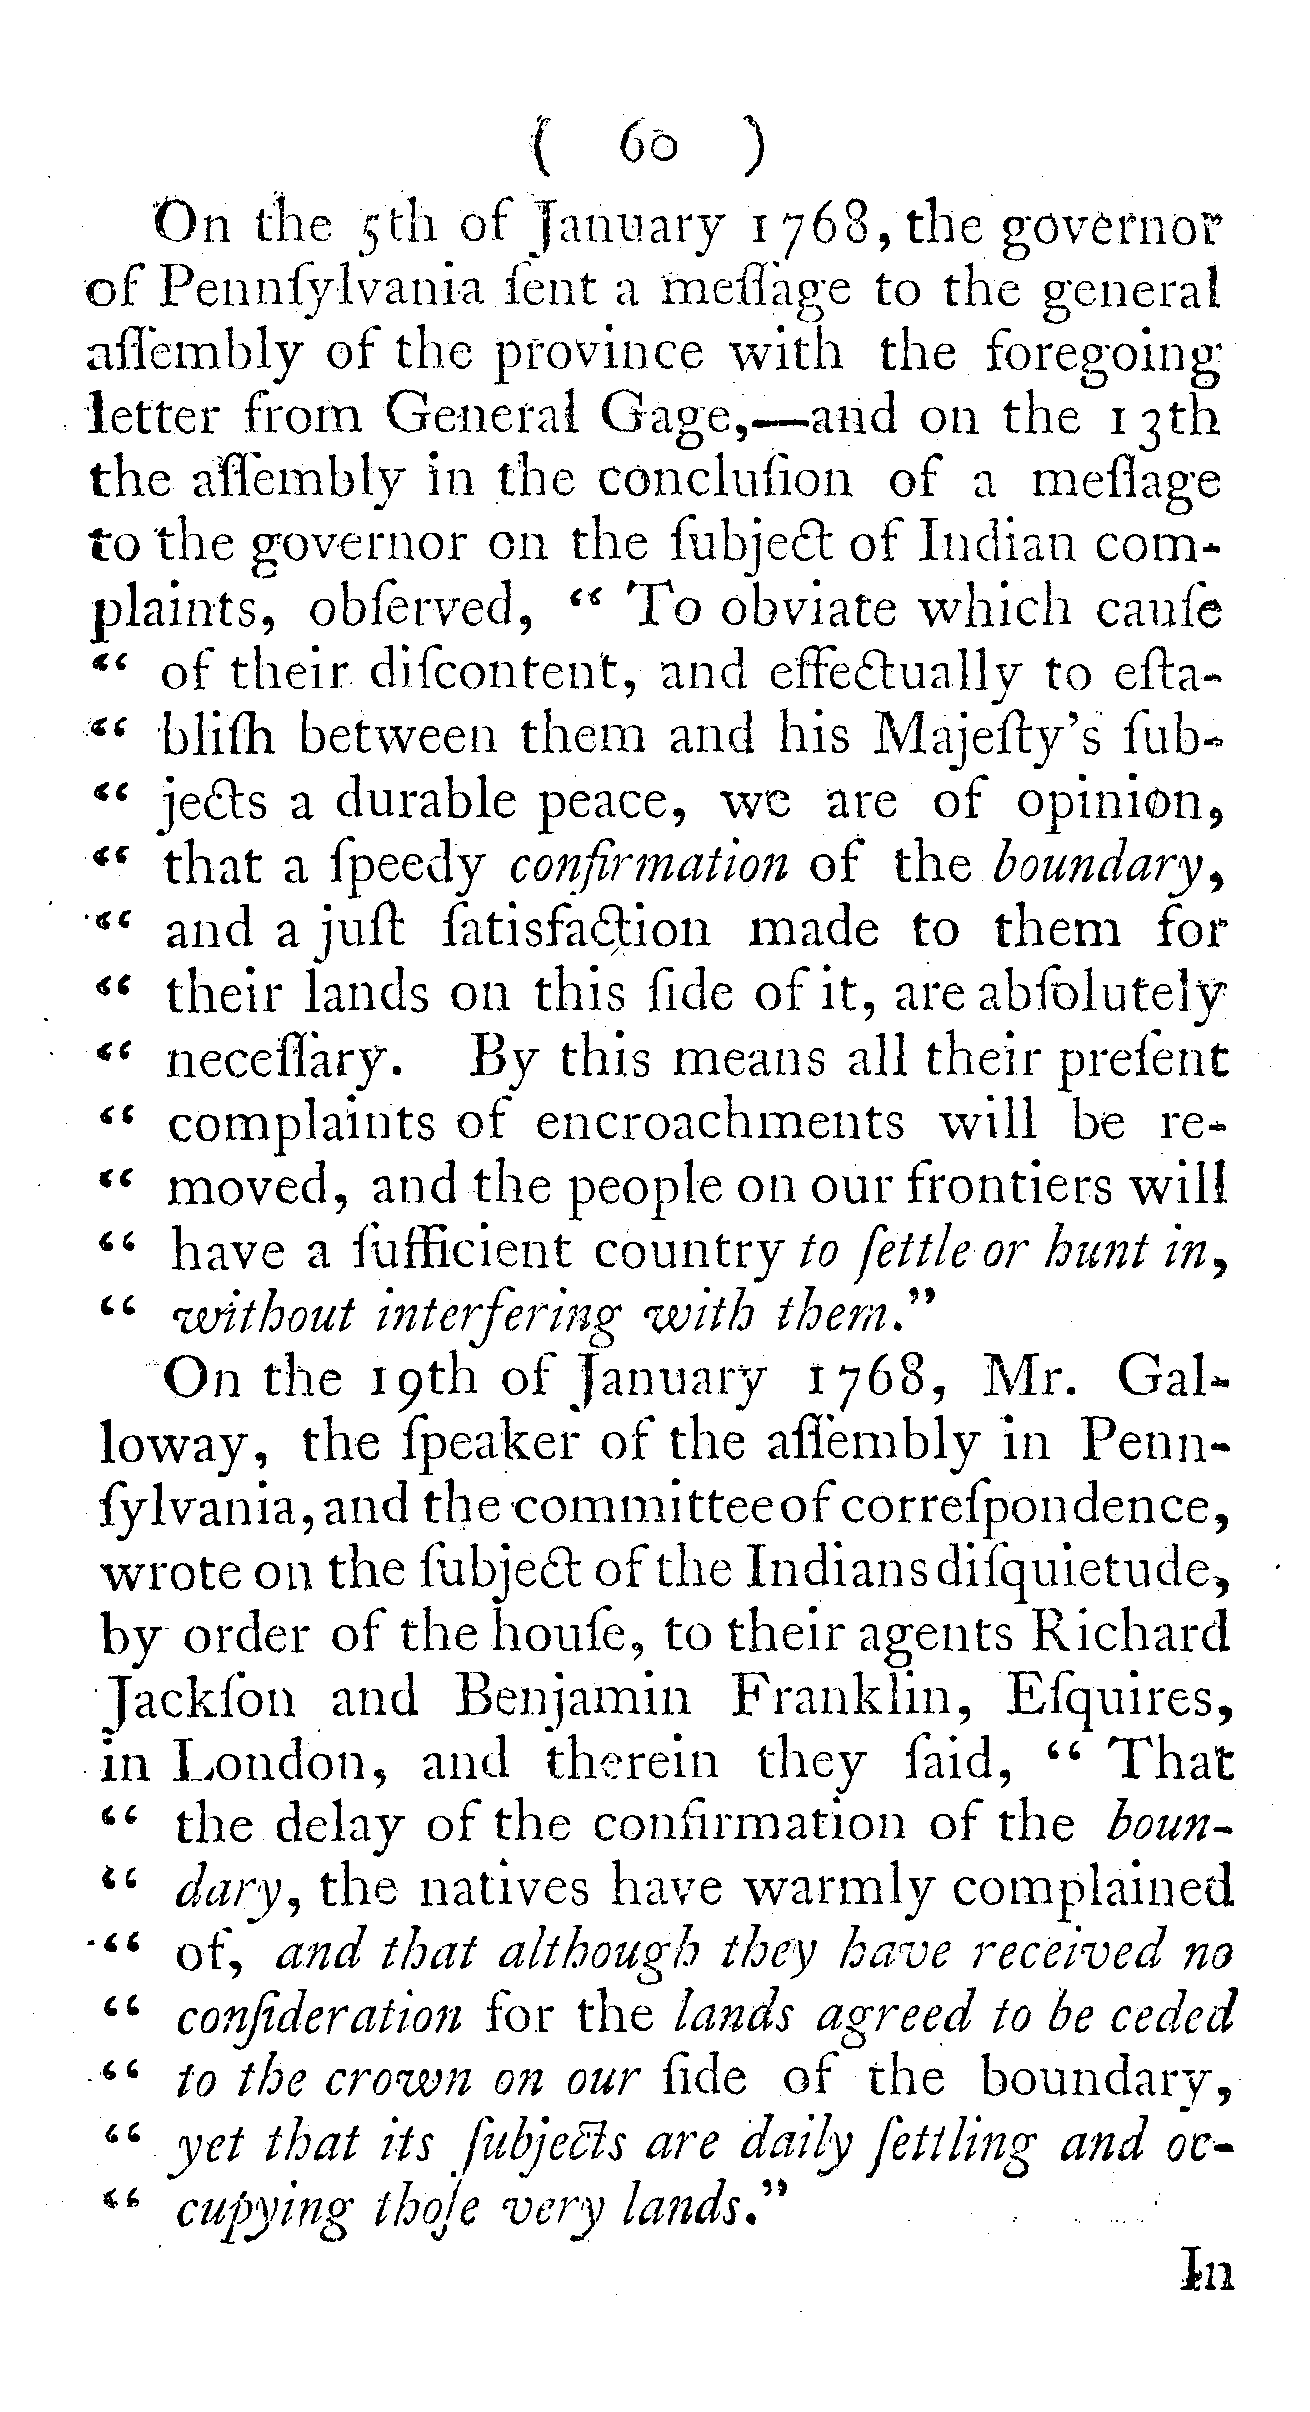 ( 60 )
On the 5th of January 1768, the governor
of Pennſylvania ſent a meſſage to the general
aſſembly of the province with the foregoing
letter from General Gage,—and on the 13th
the aſſembly in the concluſion of a meſſage
to the governor on the ſubject of Indian com-
plaints, obſerved, “ To obviate which cauſe
“ of their diſcontent, and effectually to eſta-
“ bliſh between them and his Majeſty's ſub-
“ jects a durable peace, we are of opinion,
“ that a ſpeedy confirmation of the boundary,
“ and a juſt ſatisfaction made to them for
“ their lands on this ſide of it, are abſolutely
“ neceſſary. By this means all their preſent
“ complaints of encroachments will be re-
“ moved, and the people on our frontiers will
“ have a ſufficient country to ſettle or hunt in,
“ without interfering with them.”
On the 19th of January 1768, Mr. Gal-
loway, the ſpeaker of the aſſembly in Penn-
ſylvania, and the committee of correſpondence,
wrote on the ſubject of the Indians diſquietude,
by order of the houſe, to their agents Richard
Jackſon and Benjamin Franklin, Eſquires,
in London, and therein they ſaid, “ That
“ the delay of the confirmation of the boun-
“ dary, the natives have warmly complained
“ of, and that although they have received no
“ conſideration for the lands agreed to be ceded
“ to the crown on our ſide of the boundary,
“ yet that its ſubjects are daily ſettling and oc-
“ cupying thoſe very lands.”
In